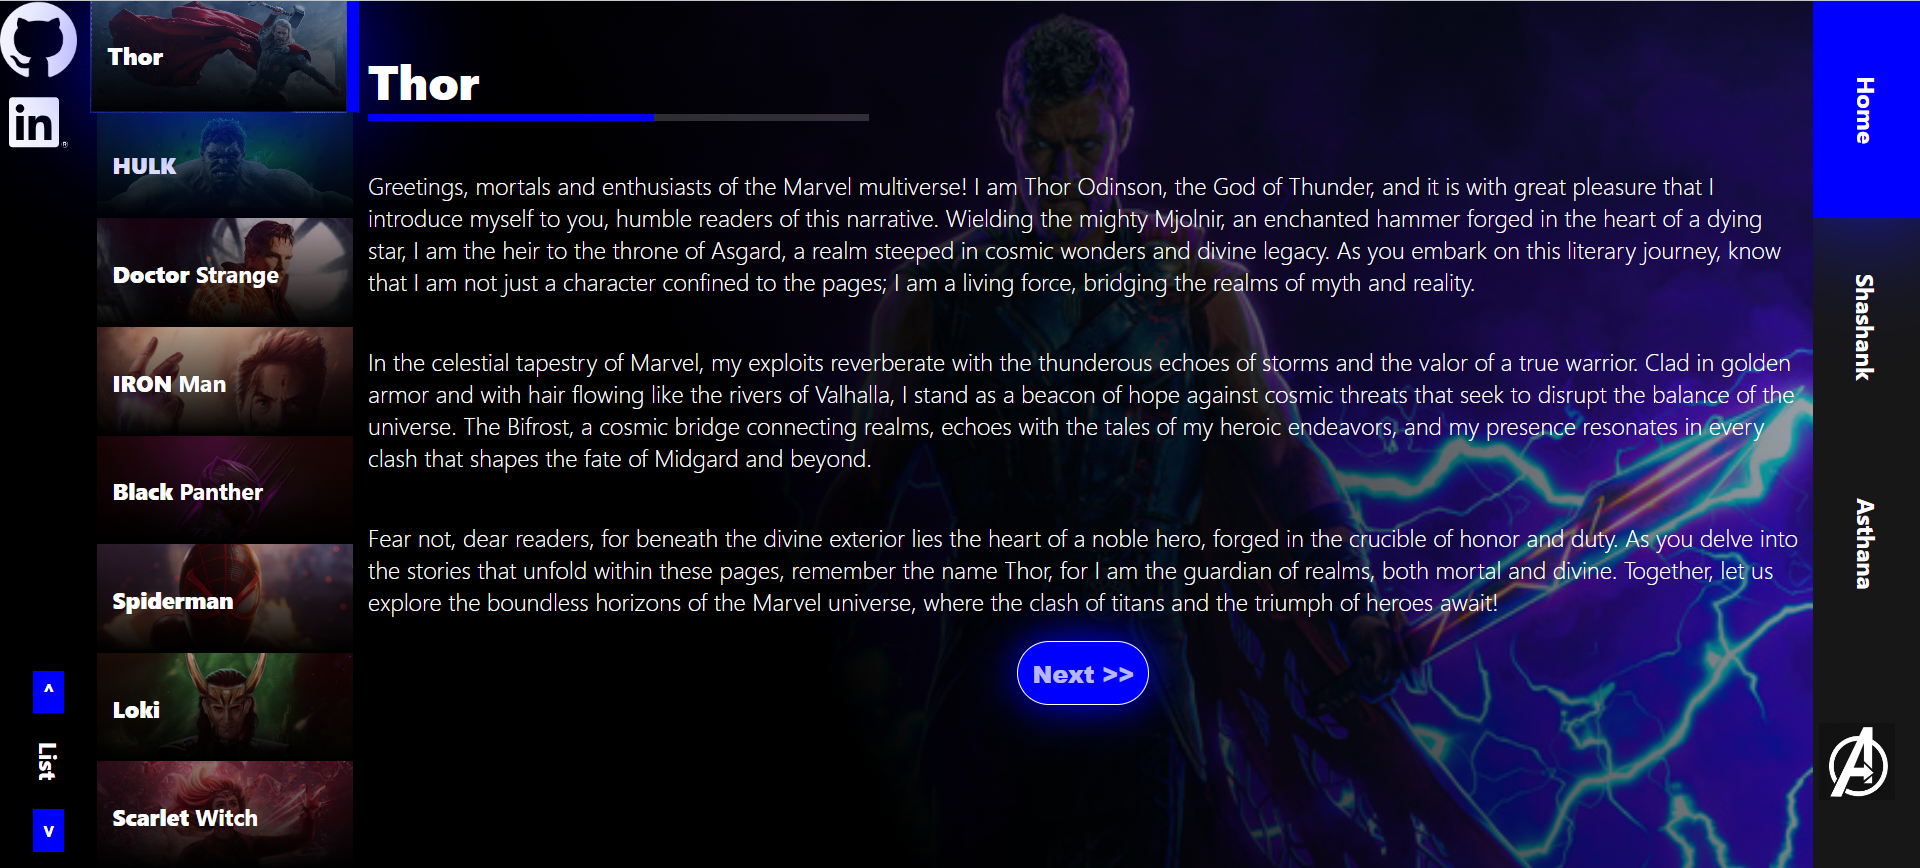 in
Thor
HULK
Doctor Strange
IRON Man
Black Panther
Spiderman
Loki
Scarlet Witch
^
List
v
Thor
Greetings, mortals and enthusiasts of the Marvel multiverse! I am Thor Odinson, the God of Thunder, and it is with great pleasure that I
introduce myself to you, humble readers of this narrative. Wielding the mighty Mjolnir, an enchanted hammer forged in the heart of a dying
star, I am the heir to the throne of Asgard, a realm steeped in cosmic wonders and divine legacy. As you embark on this literary journey, know
that I am not just a character confined to the pages; I am a living force, bridging the realms of myth and reality.
In the celestial tapestry of Marvel, my exploits reverberate with the thunderous echoes of storms and the valor of a true warrior. Clad in golden
armor and with hair flowing like the rivers of Valhalla, I stand as a beacon of hope against cosmic threats that seek to disrupt the balance of the
universe. The Bifrost, a cosmic bridge connecting realms, echoes with the tales of my heroic endeavors, and my presence resonates in every
clash that shapes the fate of Midgard and beyond.
Fear not, dear readers, for beneath the divine exterior lies the heart of a noble hero, forged in the crucible of honor and duty. As you delve into
the stories that unfold within these pages, remember the name Thor, for I am the guardian of realms, both mortal and divine. Together, let us
explore the boundless horizons of the Marvel universe, where the clash of titans and the triumph of heroes await!
Next >>
Home
Shashank
Asthana
A